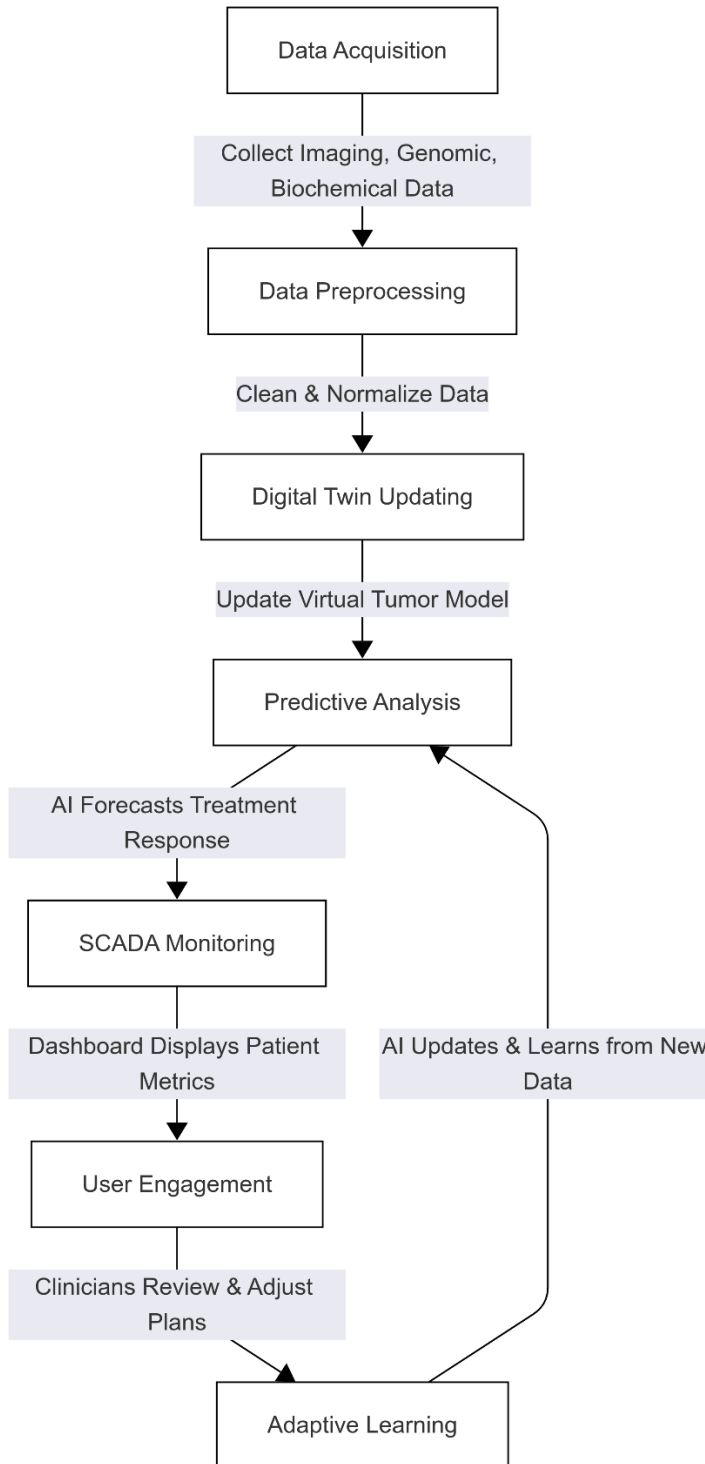 Data Acquisition
Collect Imaging, Genomic,
Biochemical Data
Data Preprocessing
Clean & Normalize Data
Digital Twin Updating
Update Virtual Tumor Model
Predictive Analysis
AI Forecasts Treatment
Response
SCADA Monitoring
Dashboard Displays Patient
Metrics
AI Updates & Learns from New
Data
User Engagement
Clinicians Review & Adjust
Plans
Adaptive Learning